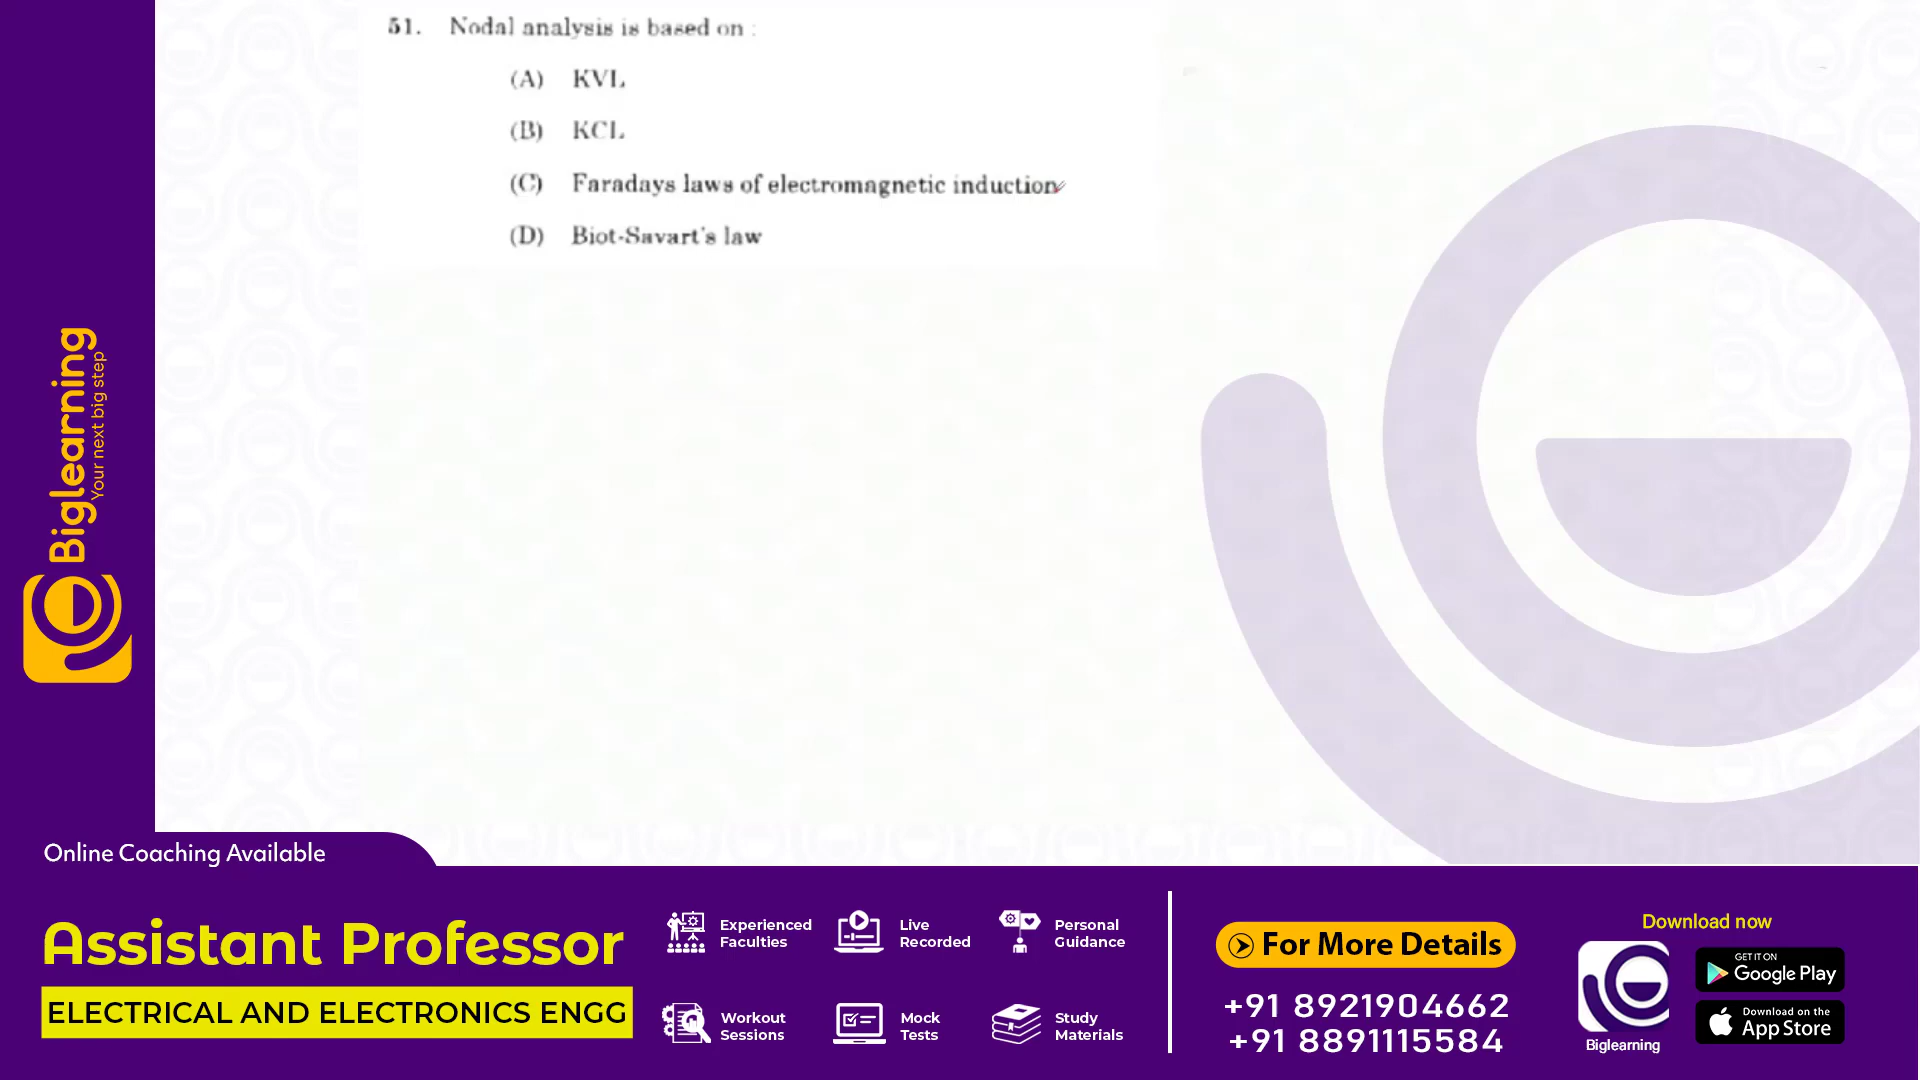 51. Nodal analysis is based on :
(A) KVL
(B) KCL
(C) Faradays laws of electromagnetic induction
(D) Biot-Savart's law
Biglearning
Your next big step
Online Coaching Available
Assistant Professor
ELECTRICAL AND ELECTRONICS ENGG
Experienced
Faculties
Live
Recorded
Personal
Guidance
Workout
Sessions
Mock
Tests
Study
Materials
For More Details
+91 8921904662
+91 8891115584
Download now
Biglearning
GET IT ON
Google Play
Download on the
App Store